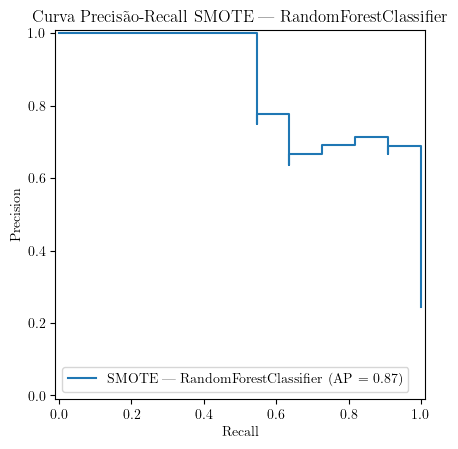 Curva Precisão-Recall SMOTE — RandomForestClassifier
1.0
0.8
0.6
0.4
0.2
0.0
Precision
SMOTE — RandomForestClassifier (AP = 0.87)
0.0 0.2 0.4 0.6 0.8 1.0
Recall